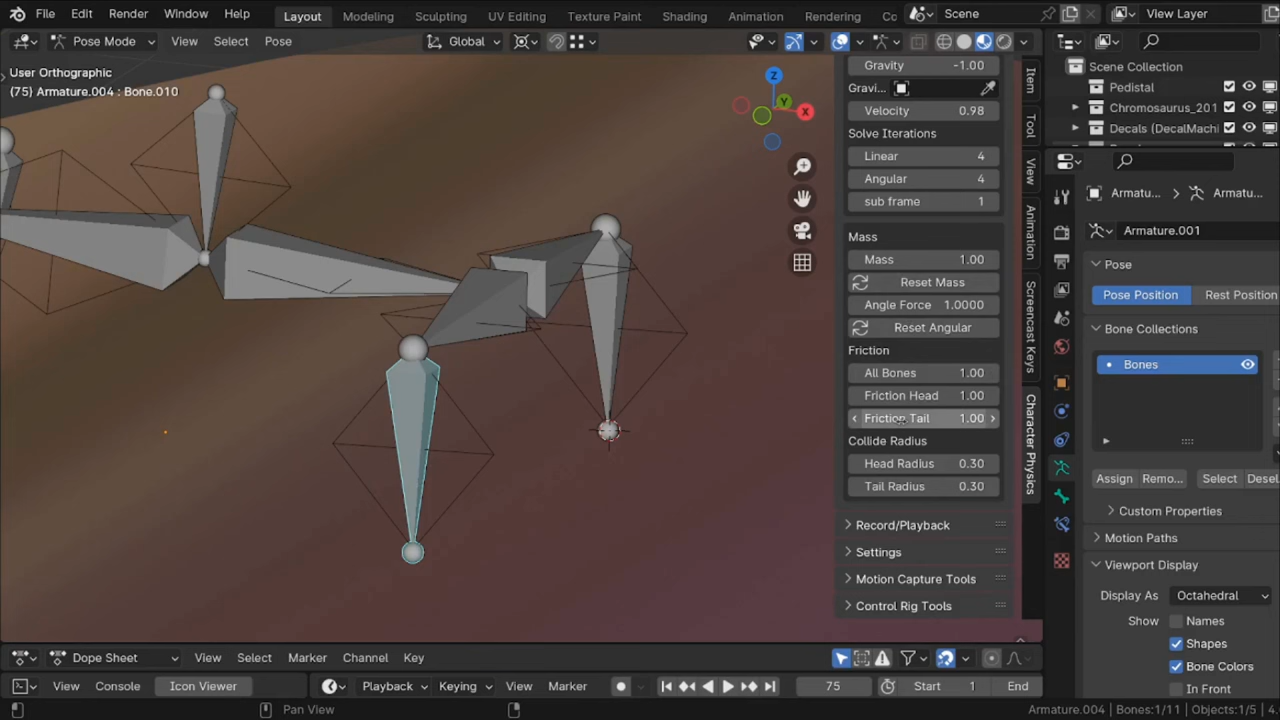 File Edit Render Window Help Layout Modeling Sculpting UV Editing Texture Paint Shading Animation Rendering Co Scene View Layer
Pose Mode View Select Pose Global
User Orthographic
(75) Armature.004 : Bone.010
Z
Y
X
Gravity -1.00
Gravi...
Velocity 0.98
Solve Iterations
Linear 4
Angular 4
sub frame 1
Mass
Mass 1.00
Reset Mass
Angle Force 1.0000
Reset Angular
Friction
All Bones 1.00
Friction Head 1.00
Friction Tail 1.00
Collide Radius
Head Radius 0.30
Tail Radius 0.30
Record/Playback
Settings
Motion Capture Tools
Control Rig Tools
Item
Tool
View
Animation
Screencast Keys
Character Physics
Scene Collection
Pedistal
Chromosaurus_201
Decals (DecalMachi
Armatu... Armatu...
Armature.001
Pose
Pose Position Rest Position
Bone Collections
Bones
Assign Remo... Select Desel
Custom Properties
Motion Paths
Viewport Display
Display As Octahedral
Show Names
Shapes
Bone Colors
In Front
Dope Sheet View Select Marker Channel Key
View Console Icon Viewer Playback Keying View Marker 75 Start 1 End
Pan View Armature.004 | Bones:1/11 | Objects:1/5 | 4.